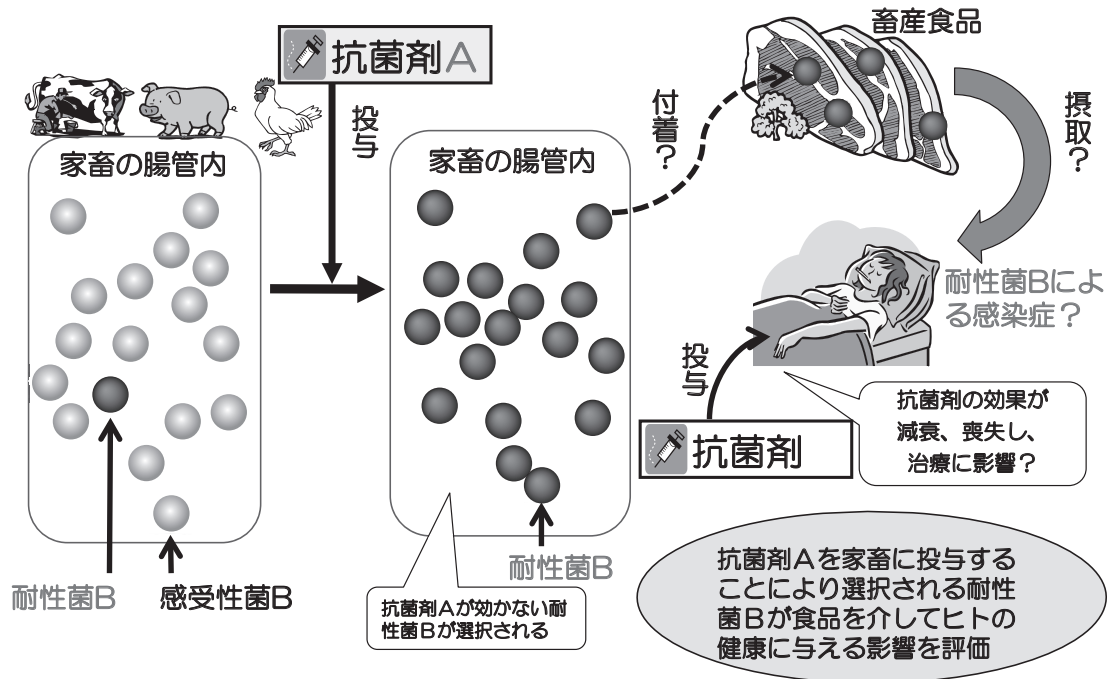 抗菌剤A
投与
家畜の腸管内
耐性菌B
感受性菌B
家畜の腸管内
耐性菌B
抗菌剤Aが効かない耐
性菌Bが選択される
付着？
畜産食品
摂取？
耐性菌Bによ
る感染症？
投与
抗菌剤
抗菌剤の効果が
減衰、喪失し、
治療に影響？
抗菌剤Aを家畜に投与する
ことにより選択される耐性
菌Bが食品を介してヒトの
健康に与える影響を評価